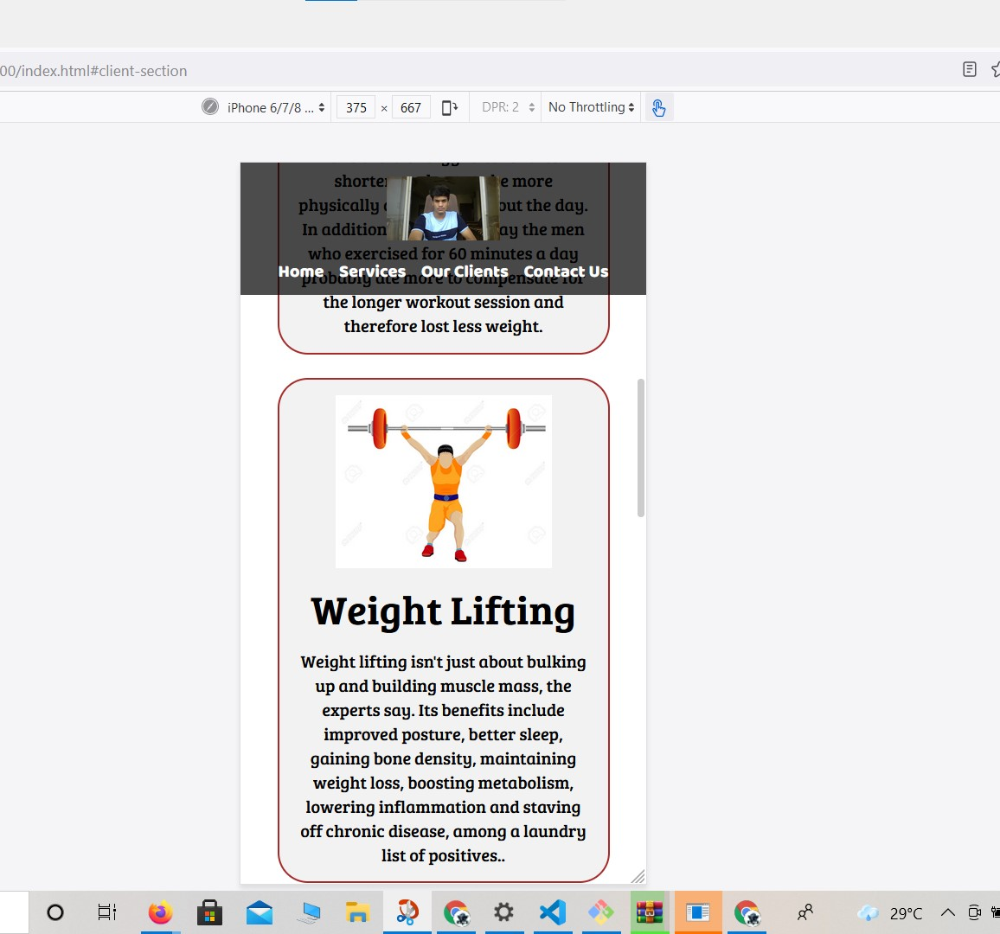 00/index.html#client-section
iPhone 6/7/8 ...
375 × 667
DPR: 2
No Throttling
shorter
e more
physically
out the day.
In addition
ay the men
who exercised for 60 minutes a day
Home Services Our Clients Contact Us
probably ate more to compensate for
the longer workout session and
therefore lost less weight.
Weight Lifting
Weight lifting isn't just about bulking
up and building muscle mass, the
experts say. Its benefits include
improved posture, better sleep,
gaining bone density, maintaining
weight loss, boosting metabolism,
lowering inflammation and staving
off chronic disease, among a laundry
list of positives..
29°C